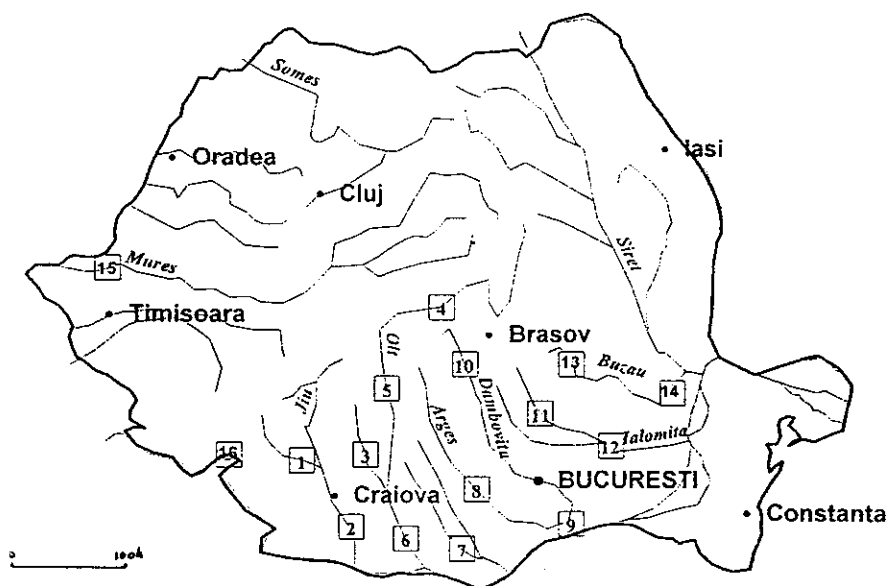 Somes
Oradea
Iasi
Cluj
Siret
15
Mures
Timisoara
4
Olt
Brasov
10
13
Buzau
14
5
Jiu
Arges
Dambovita
11
Ialomita
12
16
1
3
8
BUCURESTI
Craiova
Constanta
2
6
7
9
0